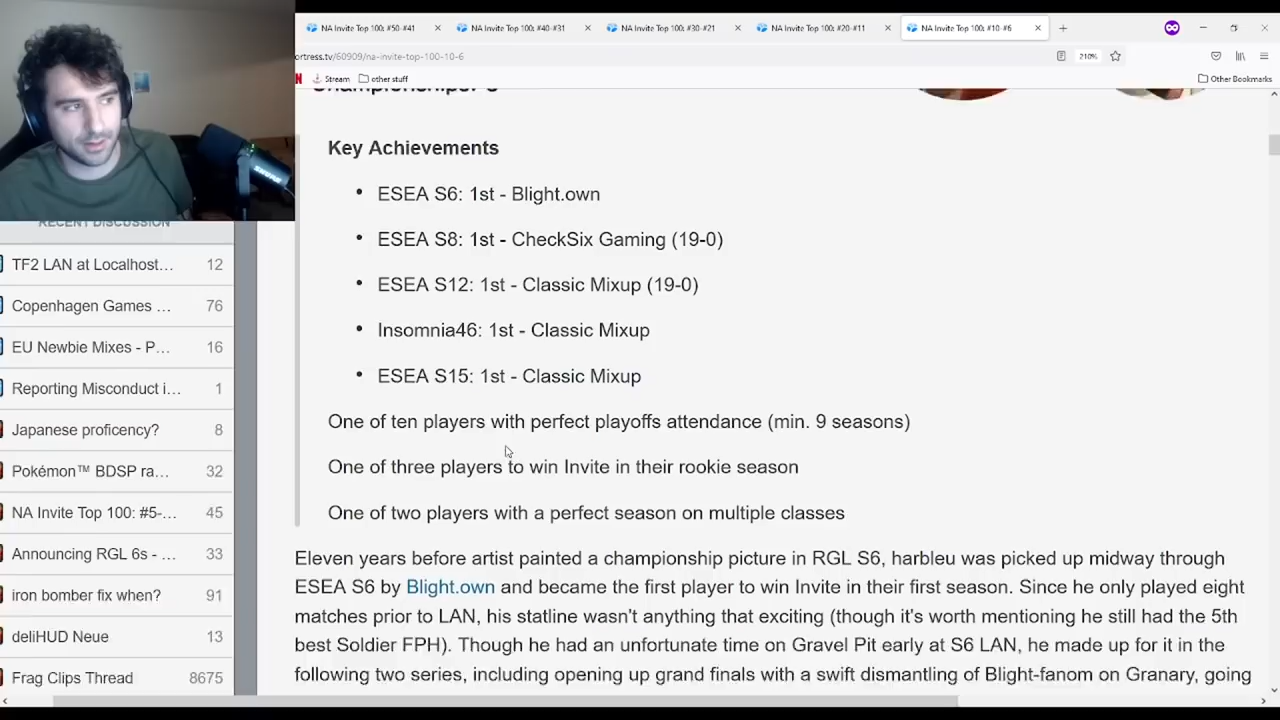 NA Invite Top 100: #50-#41
NA Invite Top 100: #40-#31
NA Invite Top 100: #30-#21
NA Invite Top 100: #20-#11
NA Invite Top 100: #10-#6
ortress.tv/60909/na-invite-top-100-10-6
210%
Stream
other stuff
Other Bookmarks
SHURE
Key Achievements
• ESEA S6: 1st - Blight.own
• ESEA S8: 1st - CheckSix Gaming (19-0)
• ESEA S12: 1st - Classic Mixup (19-0)
• Insomnia46: 1st - Classic Mixup
• ESEA S15: 1st - Classic Mixup
One of ten players with perfect playoffs attendance (min. 9 seasons)
One of three players to win Invite in their rookie season
One of two players with a perfect season on multiple classes
Eleven years before artist painted a championship picture in RGL S6, harbleu was picked up midway through
ESEA S6 by Blight.own and became the first player to win Invite in their first season. Since he only played eight
matches prior to LAN, his statline wasn't anything that exciting (though it's worth mentioning he still had the 5th
best Soldier FPH). Though he had an unfortunate time on Gravel Pit early at S6 LAN, he made up for it in the
following two series, including opening up grand finals with a swift dismantling of Blight-fanom on Granary, going
RECENT DISCUSSION
TF2 LAN at Localhost... 12
Copenhagen Games ... 76
EU Newbie Mixes - P... 16
Reporting Misconduct i... 1
Japanese proficency? 8
Pokémon™ BDSP ra... 32
NA Invite Top 100: #5-... 45
Announcing RGL 6s - ... 33
iron bomber fix when? 91
deliHUD Neue 13
Frag Clips Thread 8675